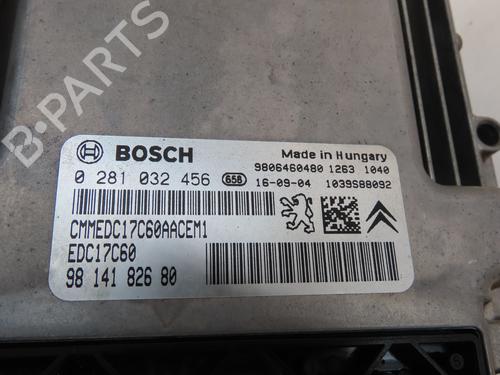 B-PARTS
BOSCH
Made in Hungary
9806460480 1263 1040
0 281 032 456 65B 16-09-04 1039S88092
CMMEDC17C60AACEM1
EDC17C60
98 141 826 80